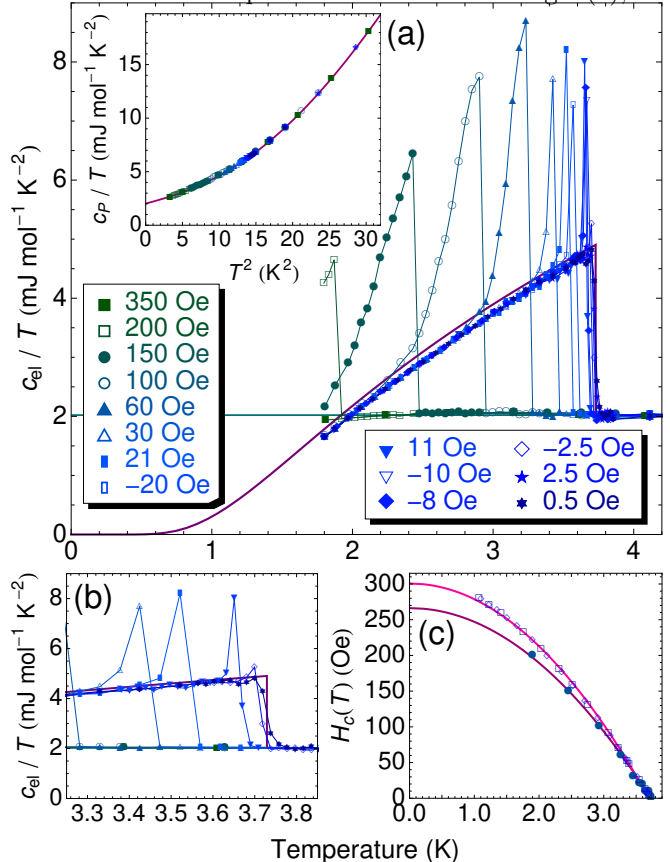 (a)
c_P / T (mJ mol⁻¹ K⁻²)
15
10
5
0
0 5 10 15 20 25 30
T² (K²)
c_el / T (mJ mol⁻¹ K⁻²)
8
6
4
2
0
350 Oe
200 Oe
150 Oe
100 Oe
60 Oe
30 Oe
21 Oe
−20 Oe
11 Oe
−10 Oe
−8 Oe
−2.5 Oe
2.5 Oe
0.5 Oe
0 1 2 3 4
(b)
c_el / T (mJ mol⁻¹ K⁻²)
8
6
4
2
0
3.3 3.4 3.5 3.6 3.7 3.8
(c)
H_c(T) (Oe)
300
250
200
150
100
50
0
0.0 1.0 2.0 3.0
Temperature (K)